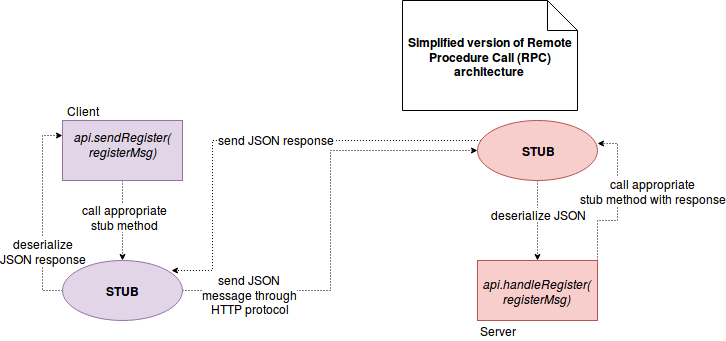 Simplified version of Remote
Procedure Call (RPC)
architecture
Client
api.sendRegister(
registerMsg)
send JSON response
STUB
call appropriate
stub method
call appropriate
stub method with response
deserialize JSON
deserialize
JSON response
STUB
send JSON
message through
HTTP protocol
api.handleRegister(
registerMsg)
Server